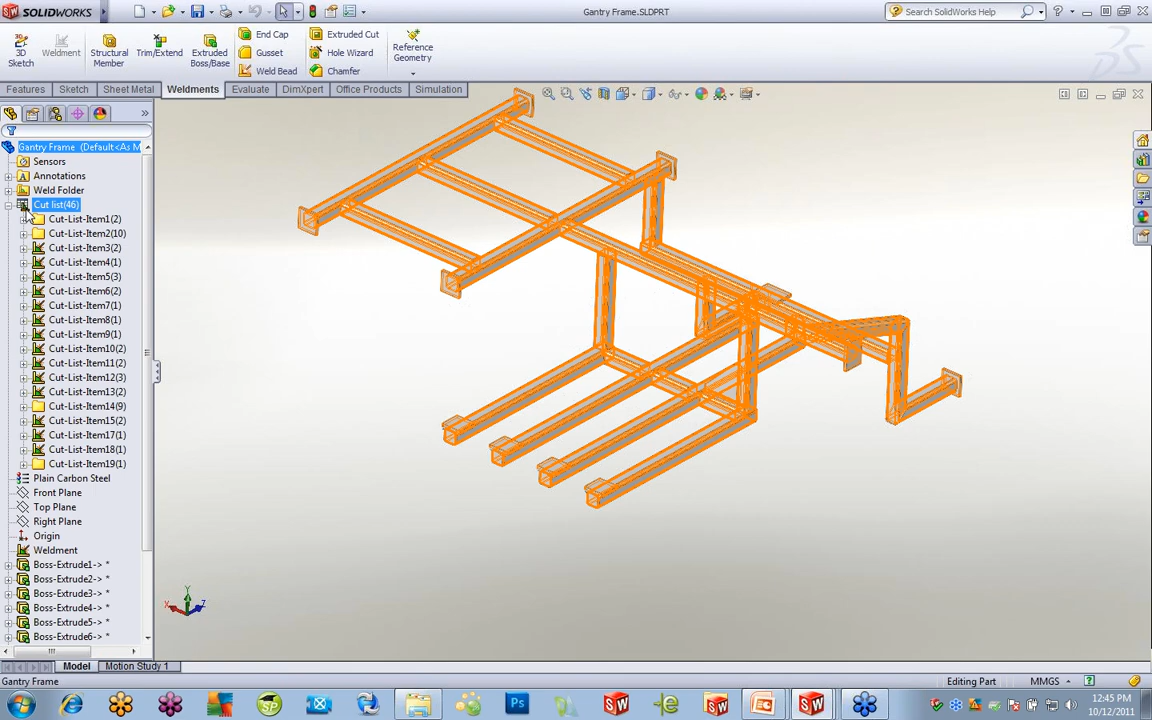 SOLIDWORKS
Gantry Frame.SLDPRT
Search SolidWorks Help
3D Sketch
Weldment
Structural Member
Trim/Extend
Extruded Boss/Base
End Cap
Gusset
Weld Bead
Extruded Cut
Hole Wizard
Chamfer
Reference Geometry
Features
Sketch
Sheet Metal
Weldments
Evaluate
DimXpert
Office Products
Simulation
Gantry Frame (Default<As M
Sensors
Annotations
Weld Folder
Cut list(46)
Cut-List-Item1(2)
Cut-List-Item2(10)
Cut-List-Item3(2)
Cut-List-Item4(1)
Cut-List-Item5(3)
Cut-List-Item6(2)
Cut-List-Item7(1)
Cut-List-Item8(1)
Cut-List-Item9(1)
Cut-List-Item10(2)
Cut-List-Item11(2)
Cut-List-Item12(3)
Cut-List-Item13(2)
Cut-List-Item14(9)
Cut-List-Item15(2)
Cut-List-Item17(1)
Cut-List-Item18(1)
Cut-List-Item19(1)
Plain Carbon Steel
Front Plane
Top Plane
Right Plane
Origin
Weldment
Boss-Extrude1-> *
Boss-Extrude2-> *
Boss-Extrude3-> *
Boss-Extrude4-> *
Boss-Extrude5-> *
Boss-Extrude6-> *
Y
X
Z
Model
Motion Study 1
Gantry Frame
Editing Part
MMGS
12:45 PM
10/12/2011